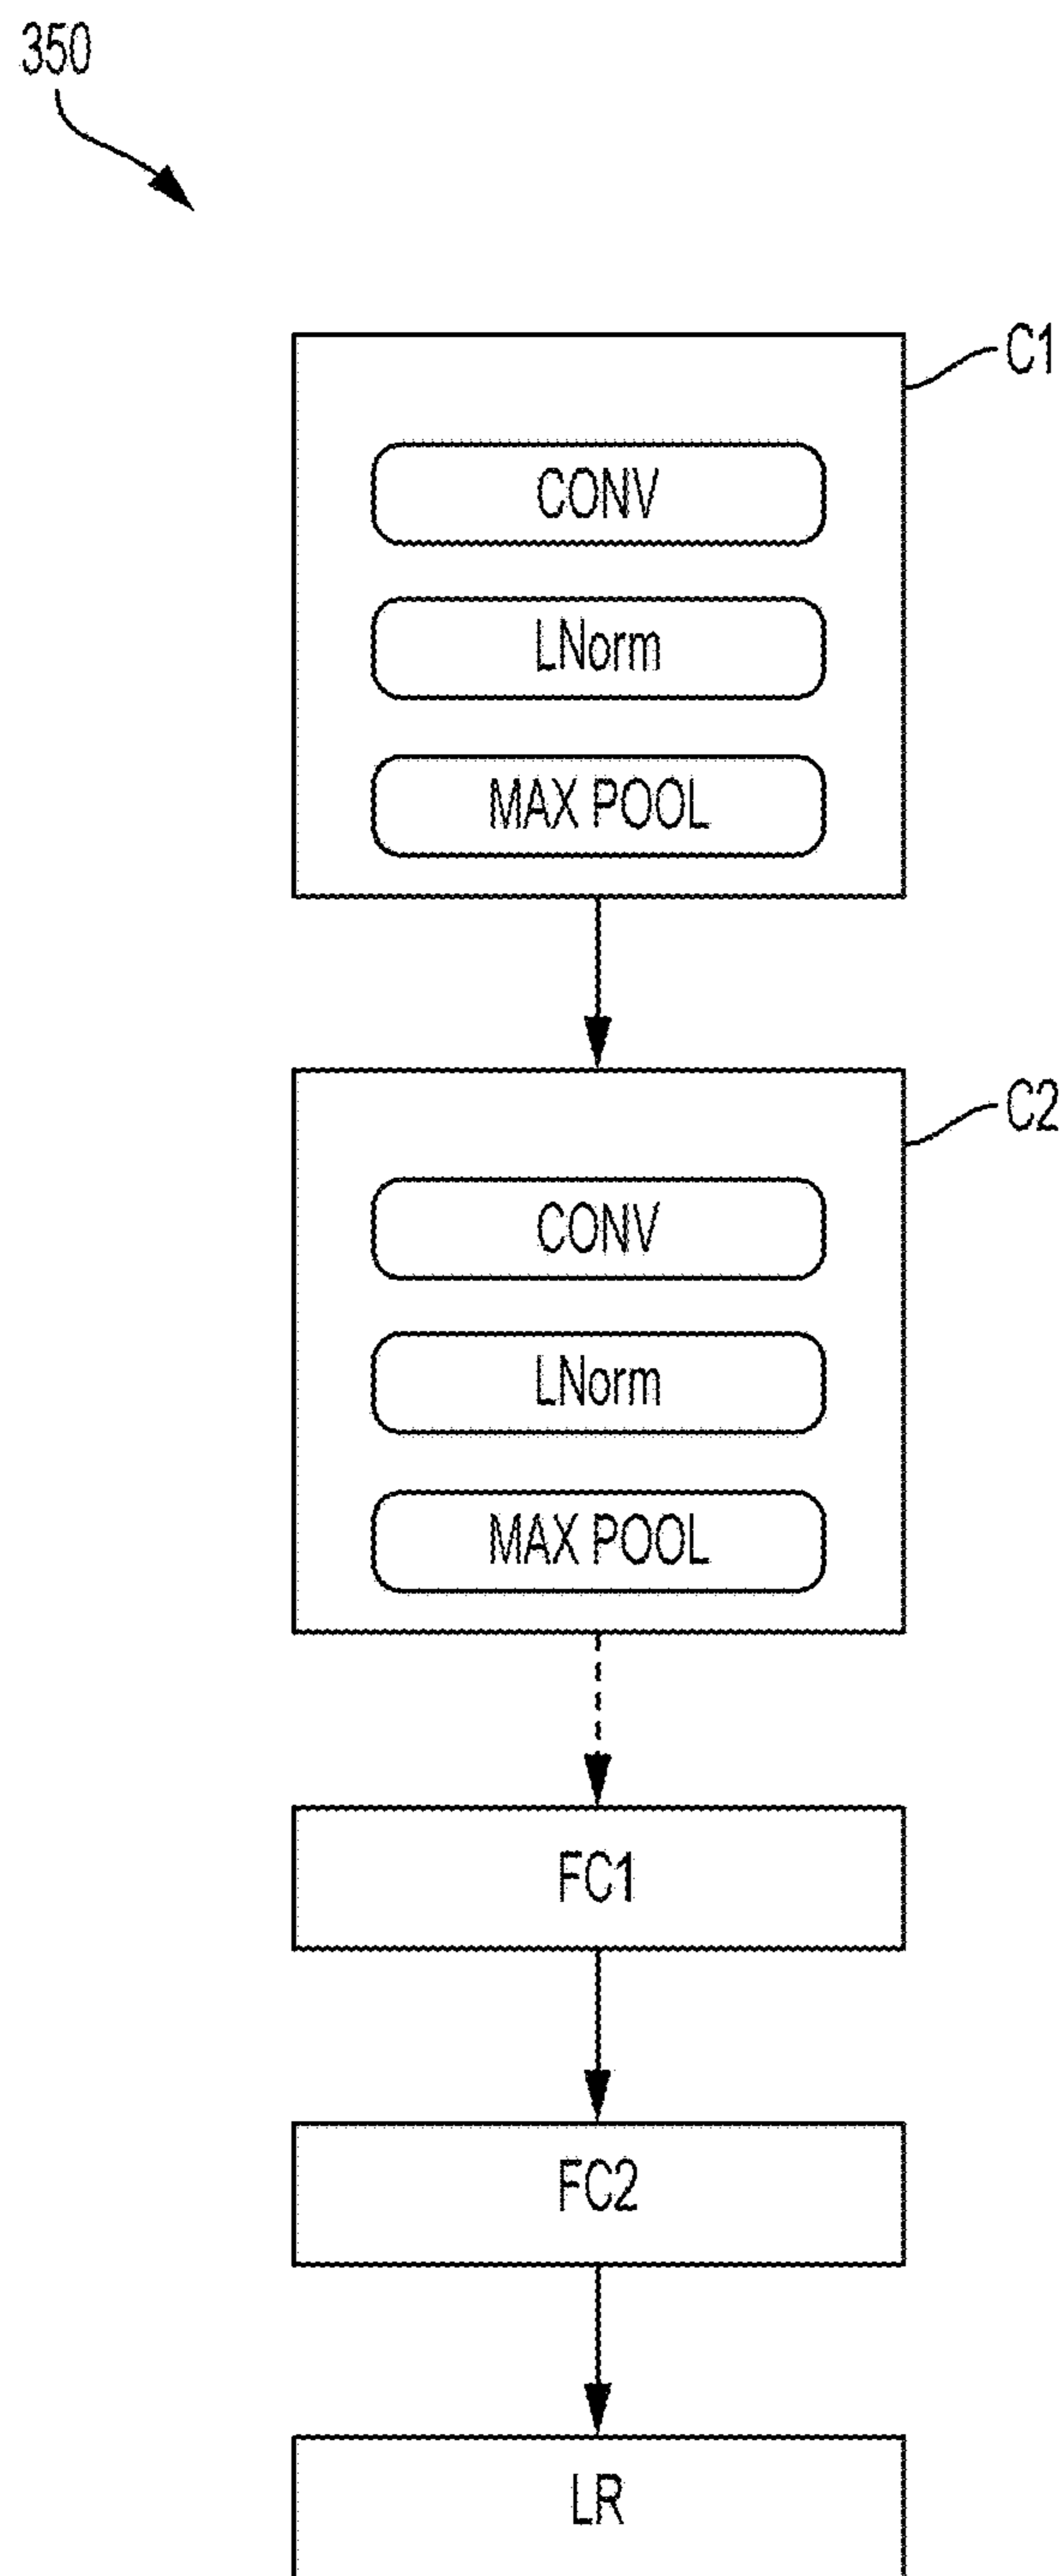 350
C1
CONV
LNorm
MAX POOL
C2
CONV
LNorm
MAX POOL
FC1
FC2
LR